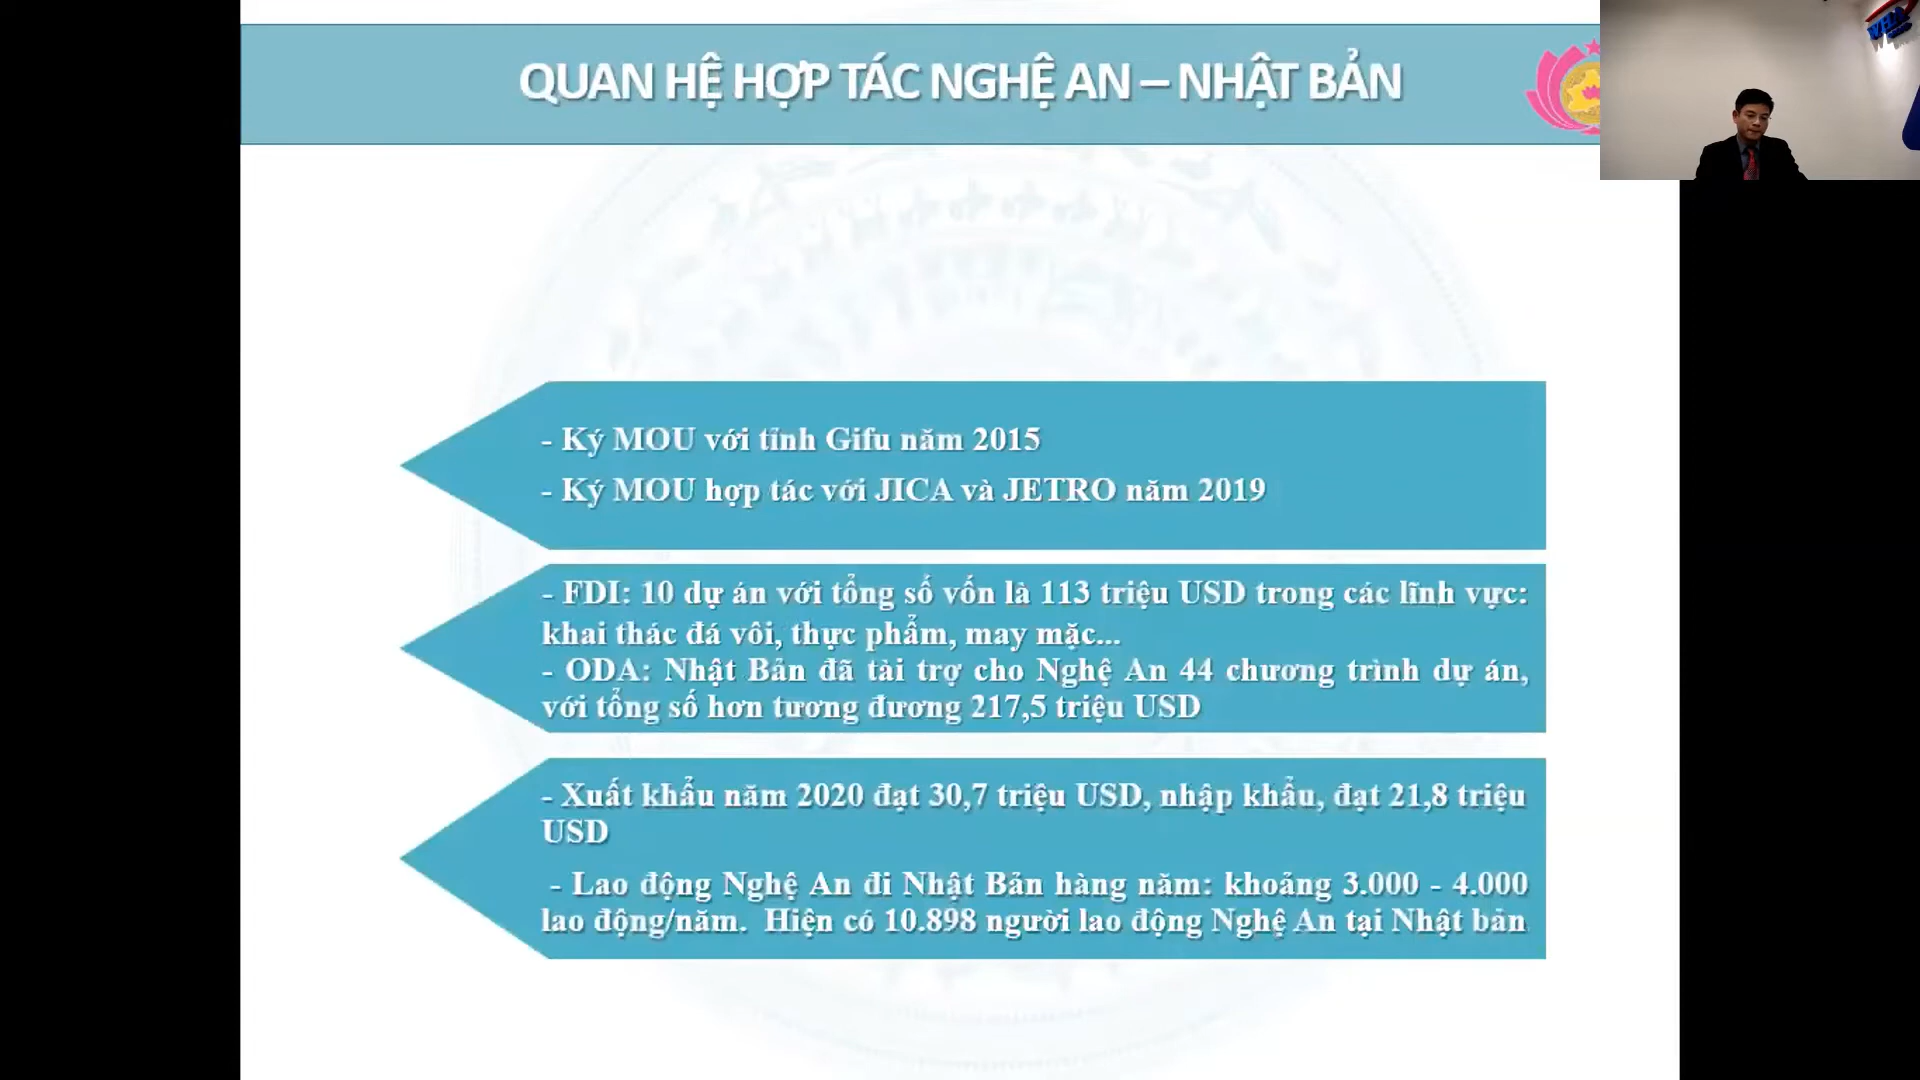 QUAN HỆ HỢP TÁC NGHỆ AN – NHẬT BẢN
- Ký MOU với tỉnh Gifu năm 2015
- Ký MOU hợp tác với JICA và JETRO năm 2019
- FDI: 10 dự án với tổng số vốn là 113 triệu USD trong các lĩnh vực:
khai thác đá vôi, thực phẩm, may mặc...
- ODA: Nhật Bản đã tài trợ cho Nghệ An 44 chương trình dự án,
với tổng số hơn tương đương 217,5 triệu USD
- Xuất khẩu năm 2020 đạt 30,7 triệu USD, nhập khẩu, đạt 21,8 triệu
USD
- Lao động Nghệ An đi Nhật Bản hàng năm: khoảng 3.000 - 4.000
lao động/năm. Hiện có 10.898 người lao động Nghệ An tại Nhật bản